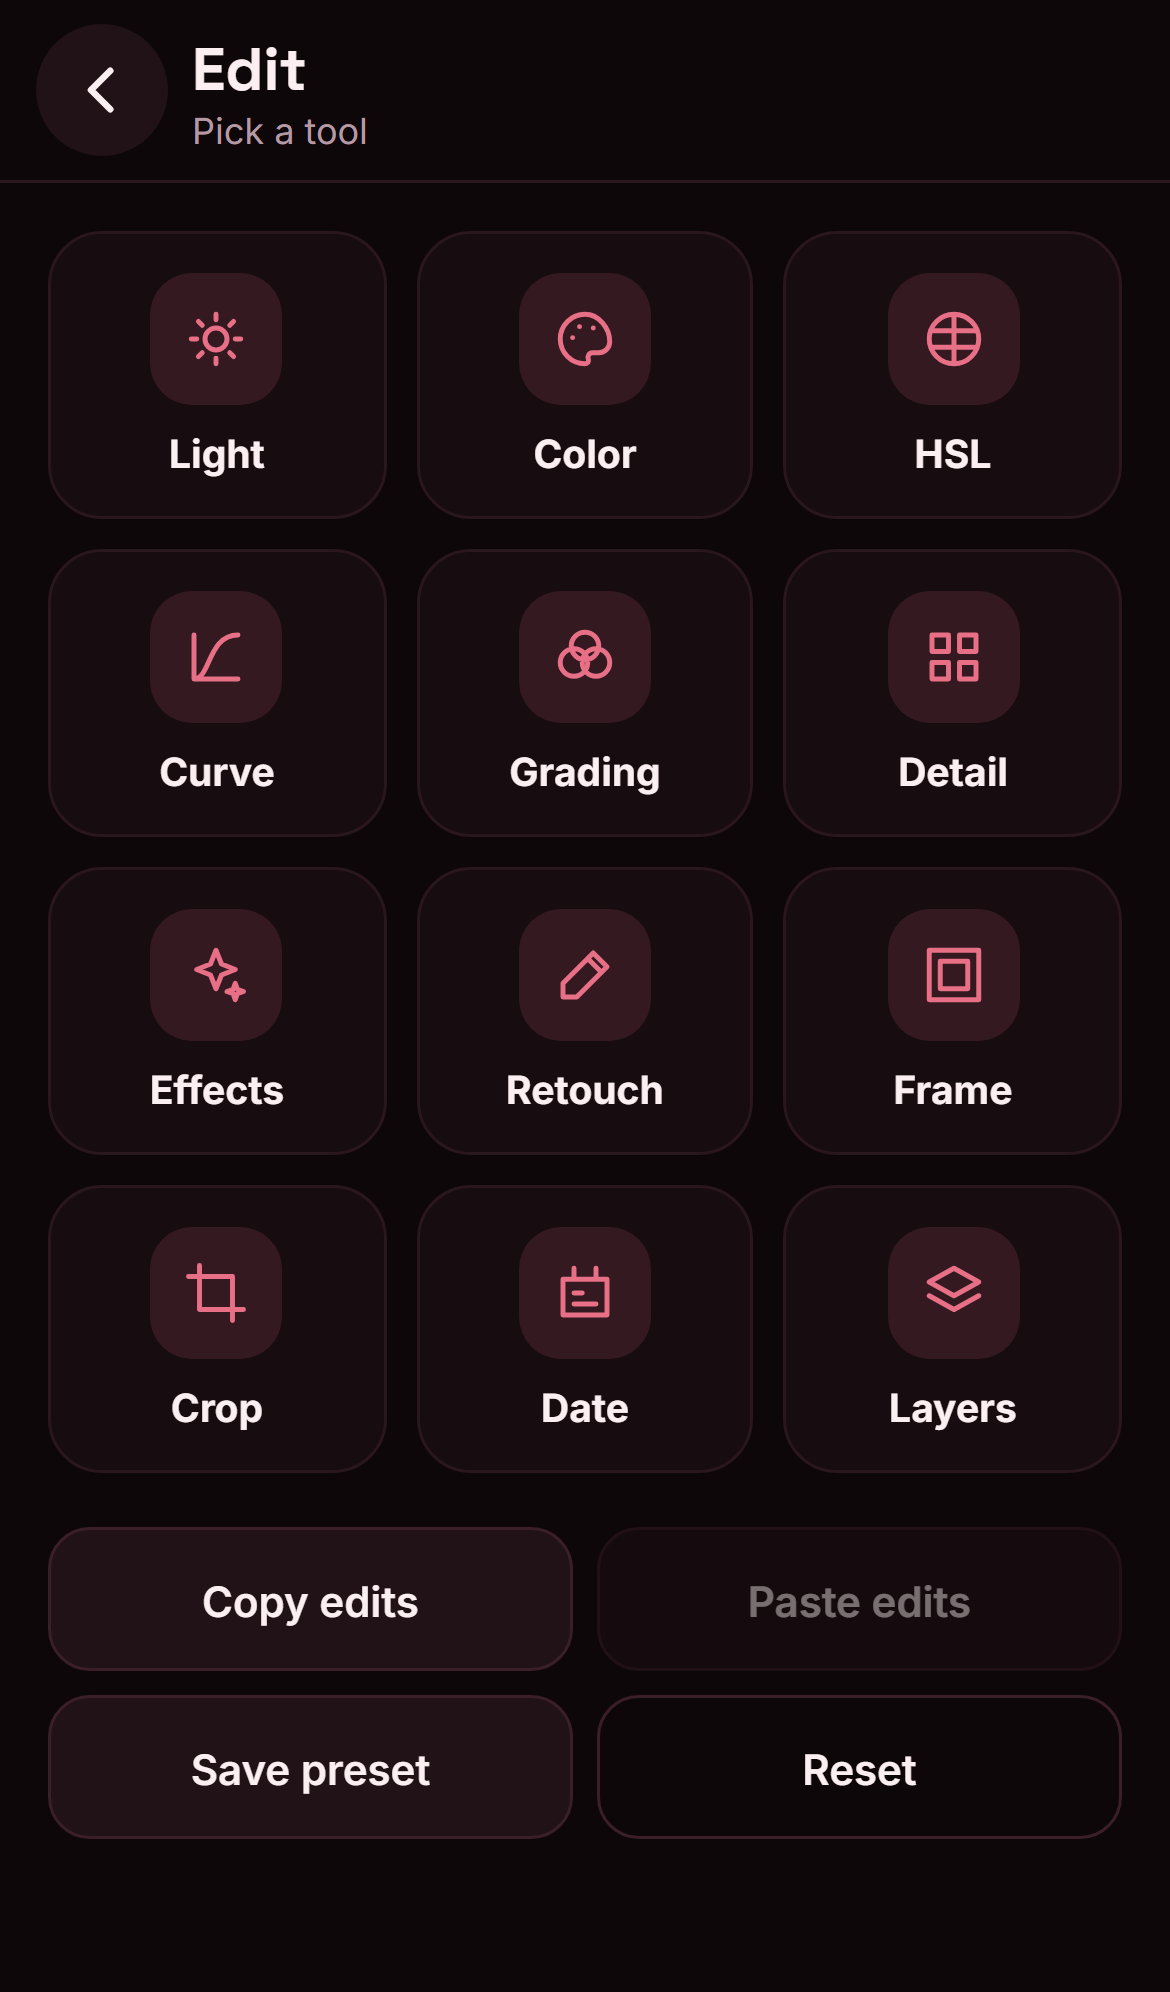 Edit
Pick a tool
Light
Color
HSL
Curve
Grading
Detail
Effects
Retouch
Frame
Crop
Date
Layers
Copy edits
Paste edits
Save preset
Reset